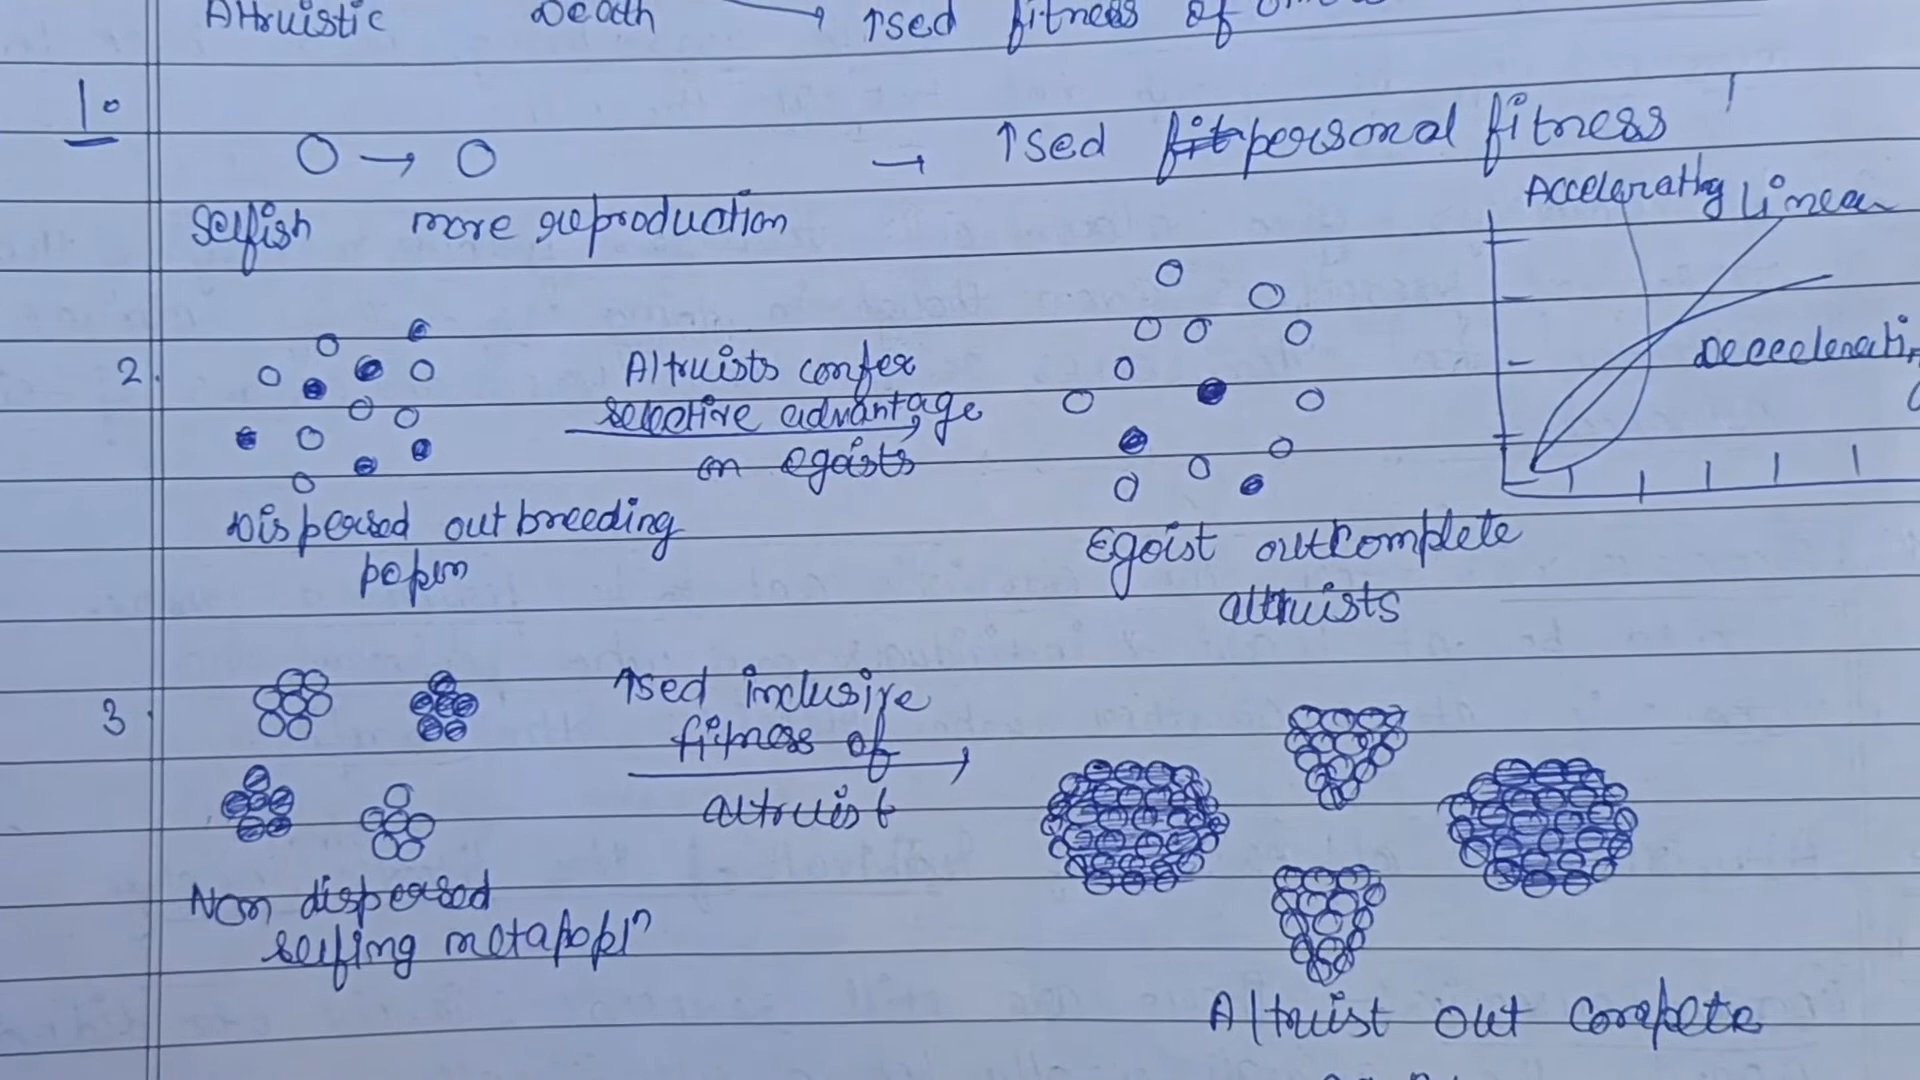 Altruistic Death → ↑sed fitness of
1.
→ → ↑sed personal fitness
Selfish more reproduction
Accelerating Linear
2.
Altruists confer
selective advantage
on egoists
Decelerati
Dispersed outbreeding
popln
Egoist outcomplete
altruists
3.
↑sed inclusive
fitness of
altruist
→
Non dispersed
selfing metapopln
Altruist out compete